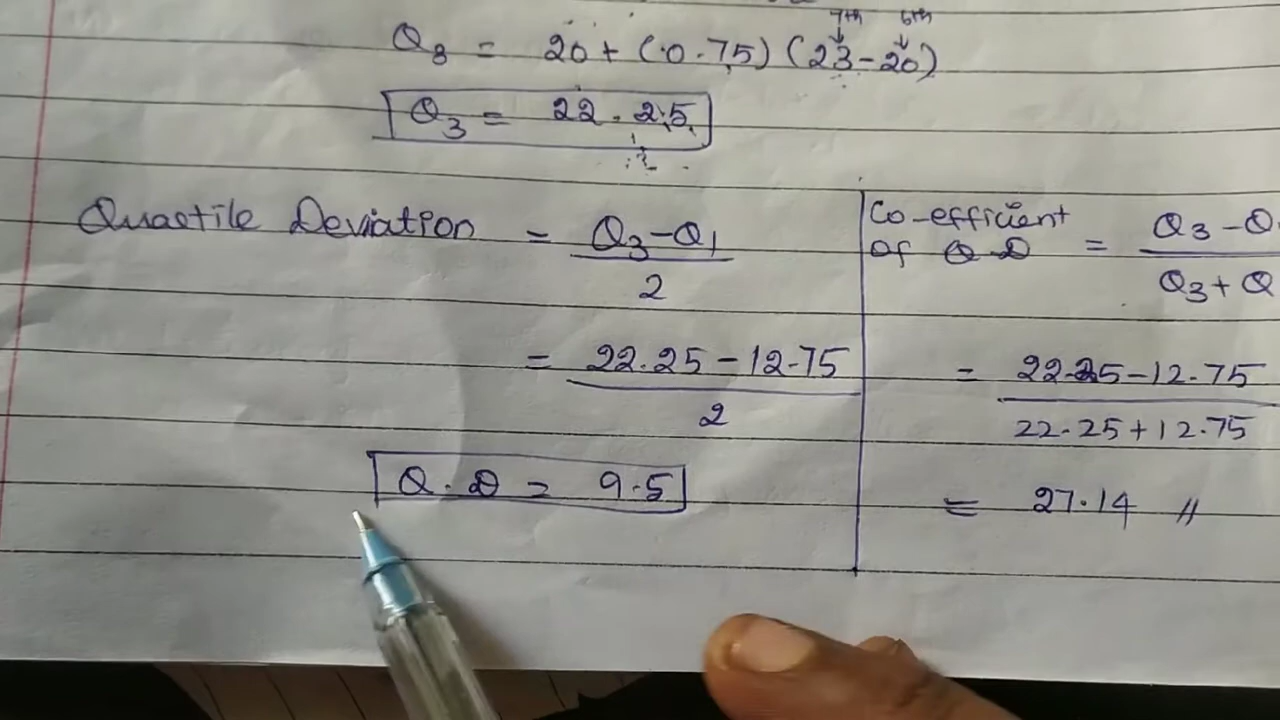 7th 6th
Q3 = 20 + (0.75) (23-20)
Q3 = 22.25
Quartile Deviation = Q3-Q1
2
= 22.25 - 12.75
2
Q.D = 9.5
Co-efficient
of Q.D = Q3 - Q
Q3 + Q
= 22.25-12.75
22.25+12.75
= 27.14 //